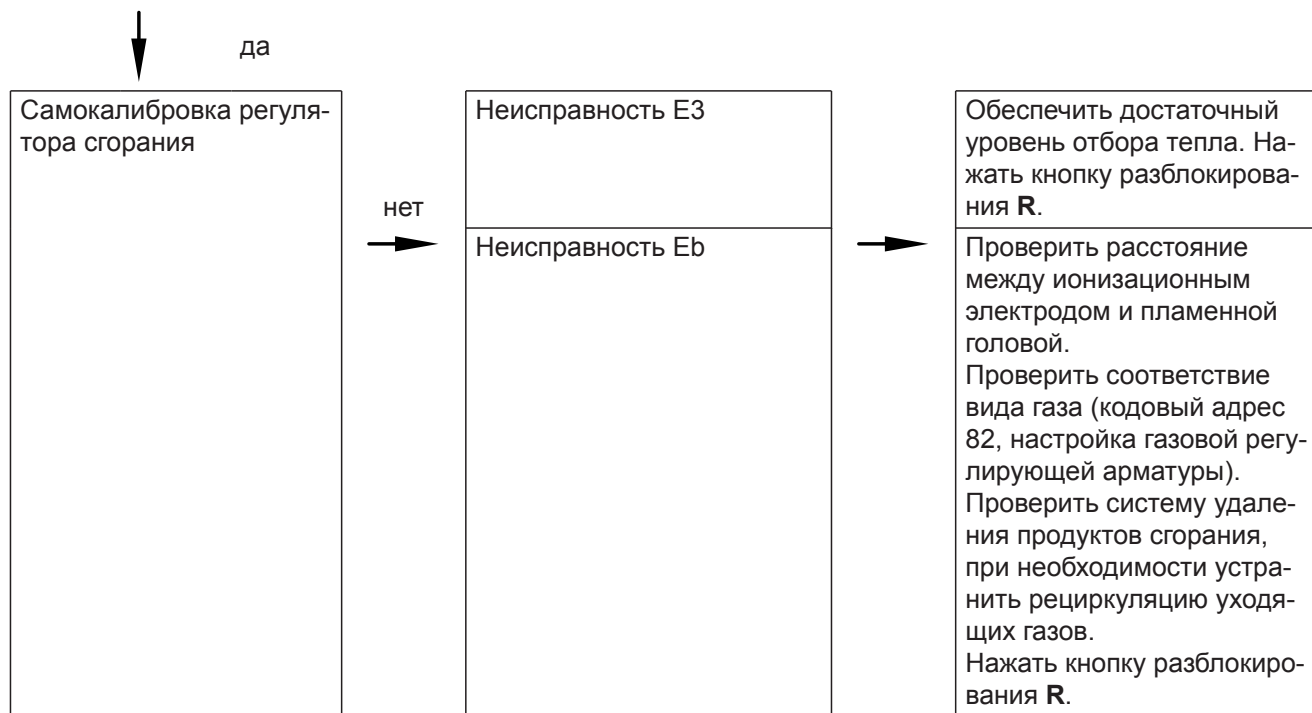 да
Самокалибровка регуля-
тора сгорания
нет
Неисправность E3
Обеспечить достаточный
уровень отбора тепла. На-
жать кнопку разблокирова-
ния R.
Неисправность Eb
Проверить расстояние
между ионизационным
электродом и пламенной
головой.
Проверить соответствие
вида газа (кодовый адрес
82, настройка газовой регу-
лирующей арматуры).
Проверить систему удале-
ния продуктов сгорания,
при необходимости устра-
нить рециркуляцию уходя-
щих газов.
Нажать кнопку разблокиро-
вания R.